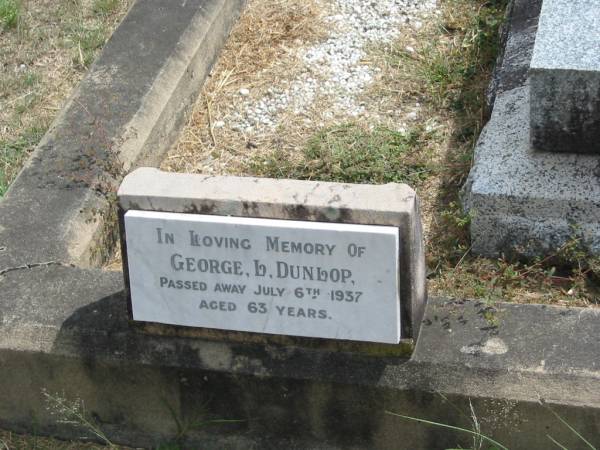 In Loving Memory Of
George. L. Dunlop,
Passed away July 6th 1937
aged 63 years.